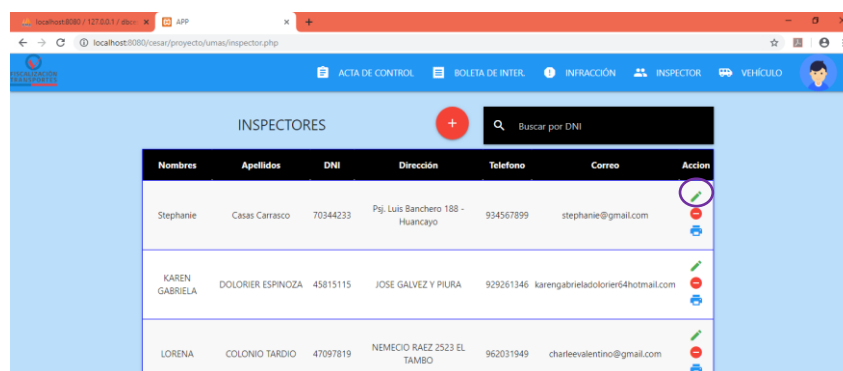 localhost:8080 / 127.0.0.1 / dbce
APP
localhost:8080/cesar/proyecto/umas/inspector.php
FISCALIZACIÓN
TRANSPORTES
ACTA DE CONTROL
BOLETA DE INTER.
INFRACCIÓN
INSPECTOR
VEHÍCULO
INSPECTORES
Buscar por DNI
Nombres Apellidos DNI Dirección Telefono Correo Accion
Stephanie Casas Carrasco 70344233 Psj. Luis Banchero 188 -
Huancayo 934567899 stephanie@gmail.com
KAREN
GABRIELA DOLORIER ESPINOZA 45815115 JOSE GALVEZ Y PIURA 929261346 karengabrieladolorier64hotmail.com
LORENA COLONIO TARDIO 47097819 NEMECIO RAEZ 2523 EL
TAMBO 962031949 charleevalentino@gmail.com